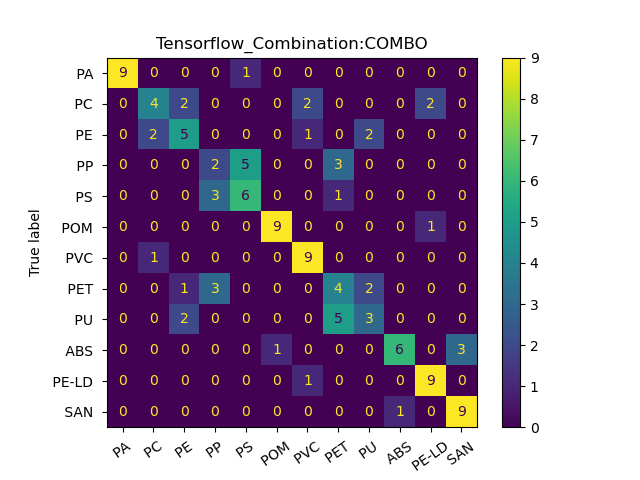 Tensorflow_Combination:COMBO
PA 9 0 0 0 1 0 0 0 0 0 0 0
PC 0 4 2 0 0 0 2 0 0 0 2 0
PE 0 2 5 0 0 0 1 0 2 0 0 0
PP 0 0 0 2 5 0 0 3 0 0 0 0
PS 0 0 0 3 6 0 0 1 0 0 0 0
POM 0 0 0 0 0 9 0 0 0 0 1 0
PVC 0 1 0 0 0 0 9 0 0 0 0 0
PET 0 0 1 3 0 0 0 4 2 0 0 0
PU 0 0 2 0 0 0 0 5 3 0 0 0
ABS 0 0 0 0 0 1 0 0 0 6 0 3
PE-LD 0 0 0 0 0 0 1 0 0 0 9 0
SAN 0 0 0 0 0 0 0 0 0 1 0 9
PA PC PE PP PS POM PVC PET PU ABS PE-LD SAN
True label
9
8
7
6
5
4
3
2
1
0